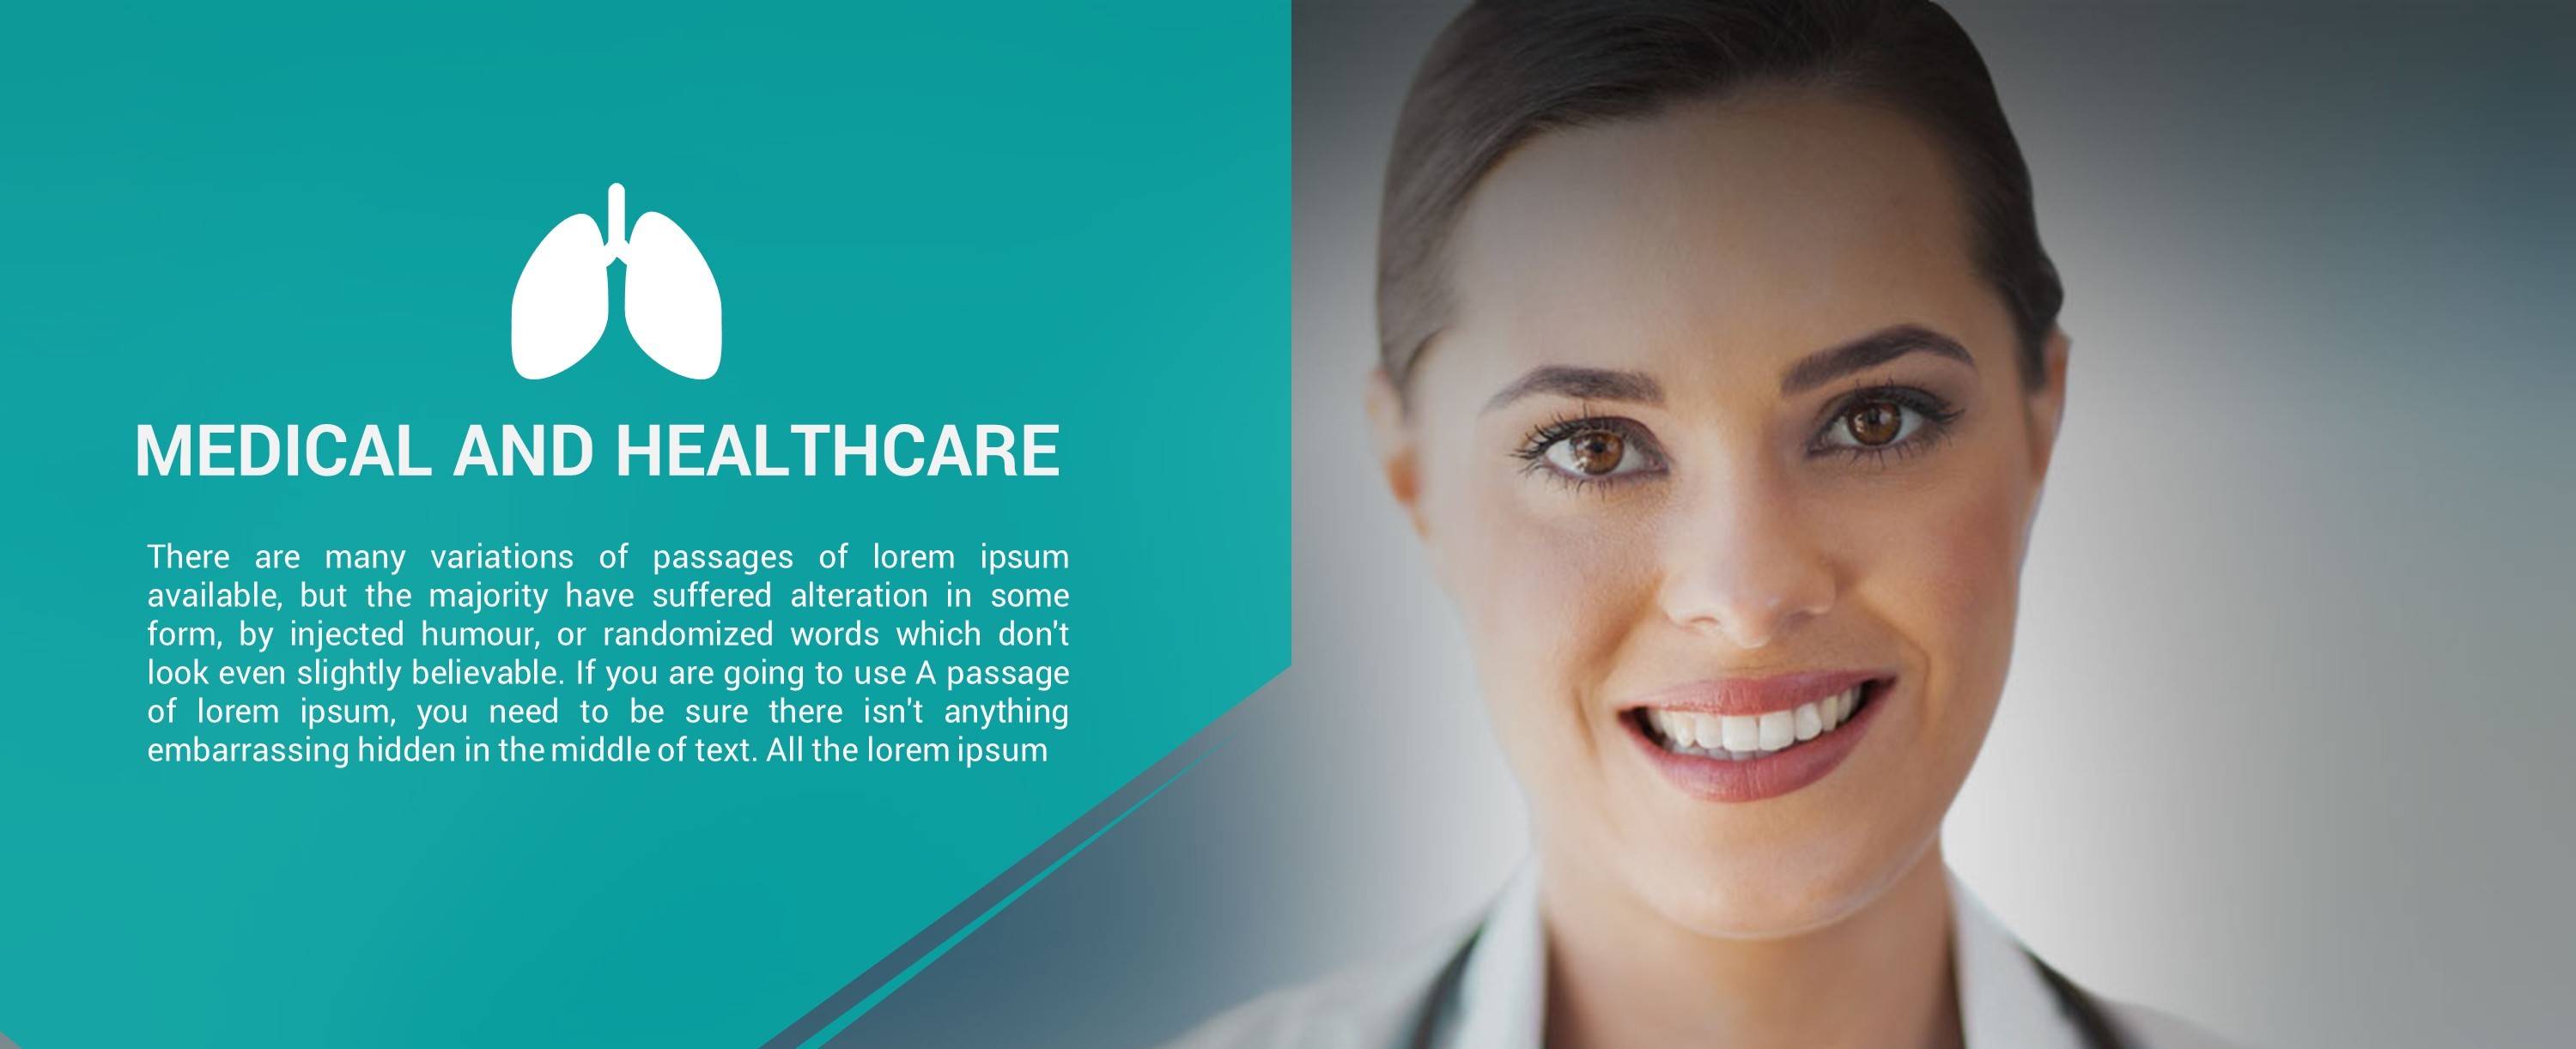 MEDICAL AND HEALTHCARE
There are many variations of passages of lorem ipsum
available, but the majority have suffered alteration in some
form, by injected humour, or randomized words which don't
look even slightly believable. If you are going to use A passage
of lorem ipsum, you need to be sure there isn't anything
embarrassing hidden in the middle of text. All the lorem ipsum